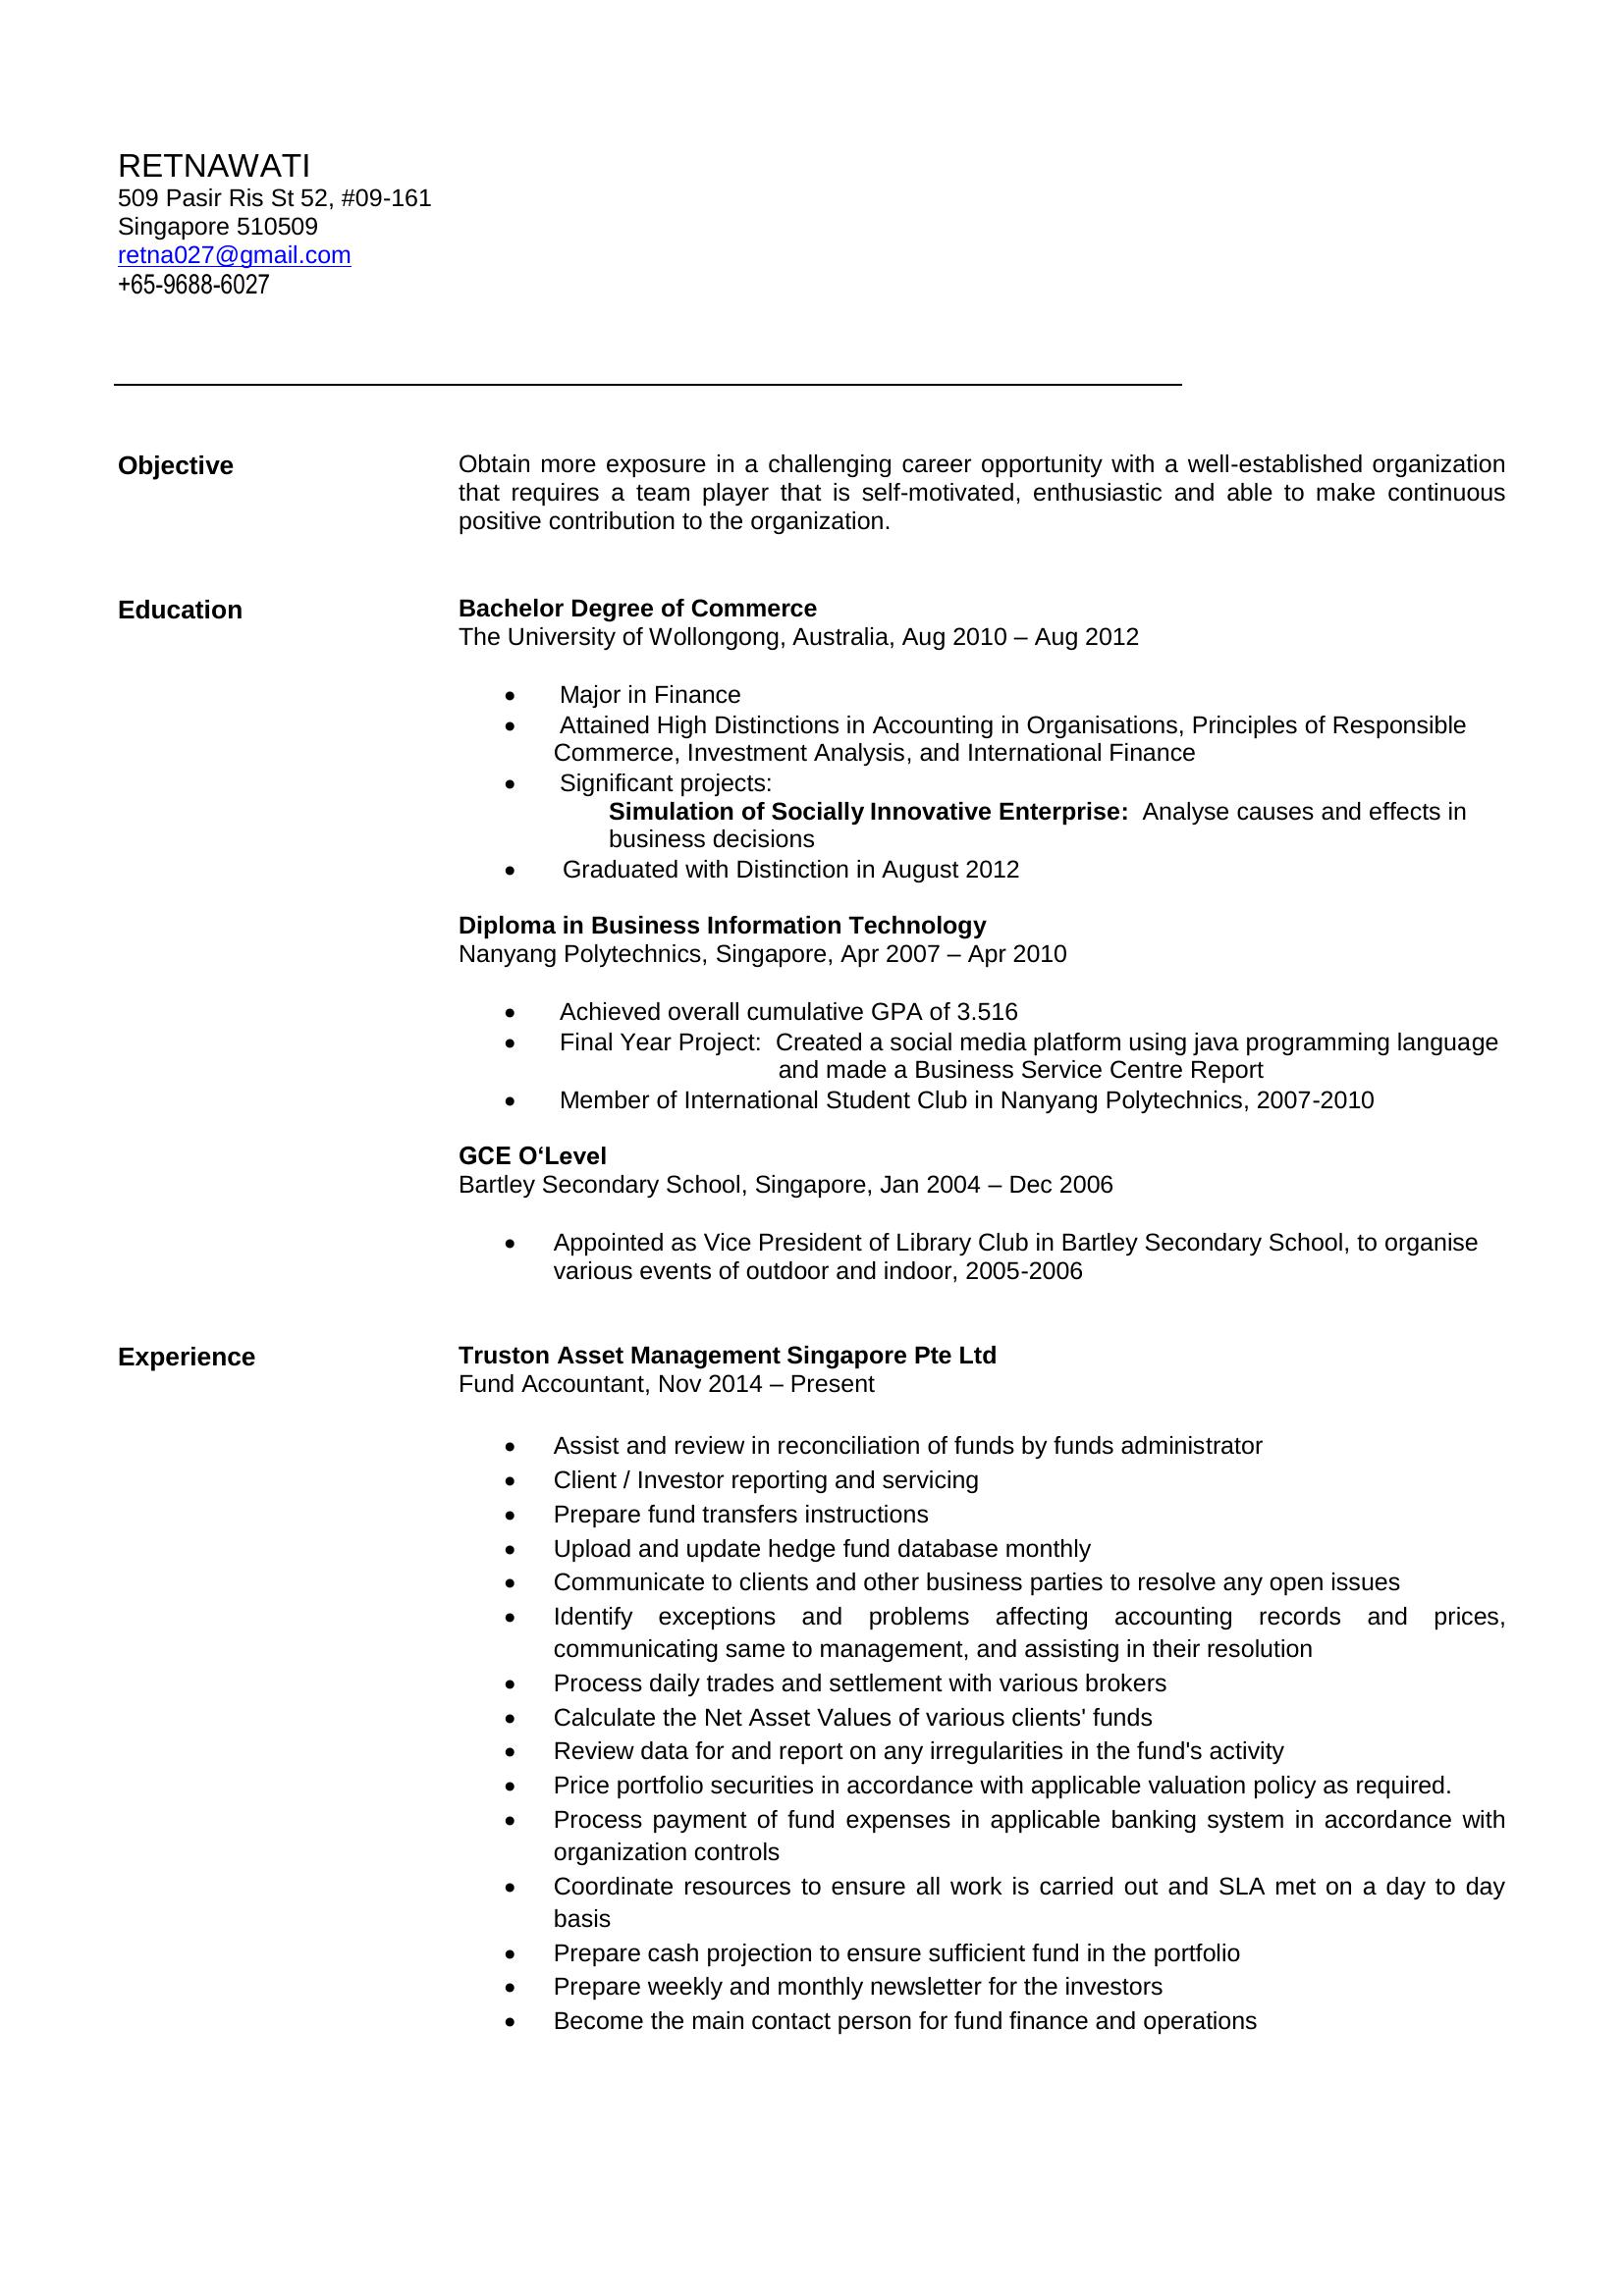 RETNAWATI
509 Pasir Ris St 52, #09-161
Singapore 510509
retna027@gmail.com
+65-9688-6027
Objective
Obtain more exposure in a challenging career opportunity with a well-established organization
that requires a team player that is self-motivated, enthusiastic and able to make continuous
positive contribution to the organization.
Education
Bachelor Degree of Commerce
The University of Wollongong, Australia, Aug 2010 – Aug 2012
• Major in Finance
• Attained High Distinctions in Accounting in Organisations, Principles of Responsible
Commerce, Investment Analysis, and International Finance
• Significant projects:
Simulation of Socially Innovative Enterprise: Analyse causes and effects in
business decisions
• Graduated with Distinction in August 2012
Diploma in Business Information Technology
Nanyang Polytechnics, Singapore, Apr 2007 – Apr 2010
• Achieved overall cumulative GPA of 3.516
• Final Year Project: Created a social media platform using java programming language
and made a Business Service Centre Report
• Member of International Student Club in Nanyang Polytechnics, 2007-2010
GCE O‘Level
Bartley Secondary School, Singapore, Jan 2004 – Dec 2006
• Appointed as Vice President of Library Club in Bartley Secondary School, to organise
various events of outdoor and indoor, 2005-2006
Experience
Truston Asset Management Singapore Pte Ltd
Fund Accountant, Nov 2014 – Present
• Assist and review in reconciliation of funds by funds administrator
• Client / Investor reporting and servicing
• Prepare fund transfers instructions
• Upload and update hedge fund database monthly
• Communicate to clients and other business parties to resolve any open issues
• Identify exceptions and problems affecting accounting records and prices,
communicating same to management, and assisting in their resolution
• Process daily trades and settlement with various brokers
• Calculate the Net Asset Values of various clients' funds
• Review data for and report on any irregularities in the fund's activity
• Price portfolio securities in accordance with applicable valuation policy as required.
• Process payment of fund expenses in applicable banking system in accordance with
organization controls
• Coordinate resources to ensure all work is carried out and SLA met on a day to day
basis
• Prepare cash projection to ensure sufficient fund in the portfolio
• Prepare weekly and monthly newsletter for the investors
• Become the main contact person for fund finance and operations